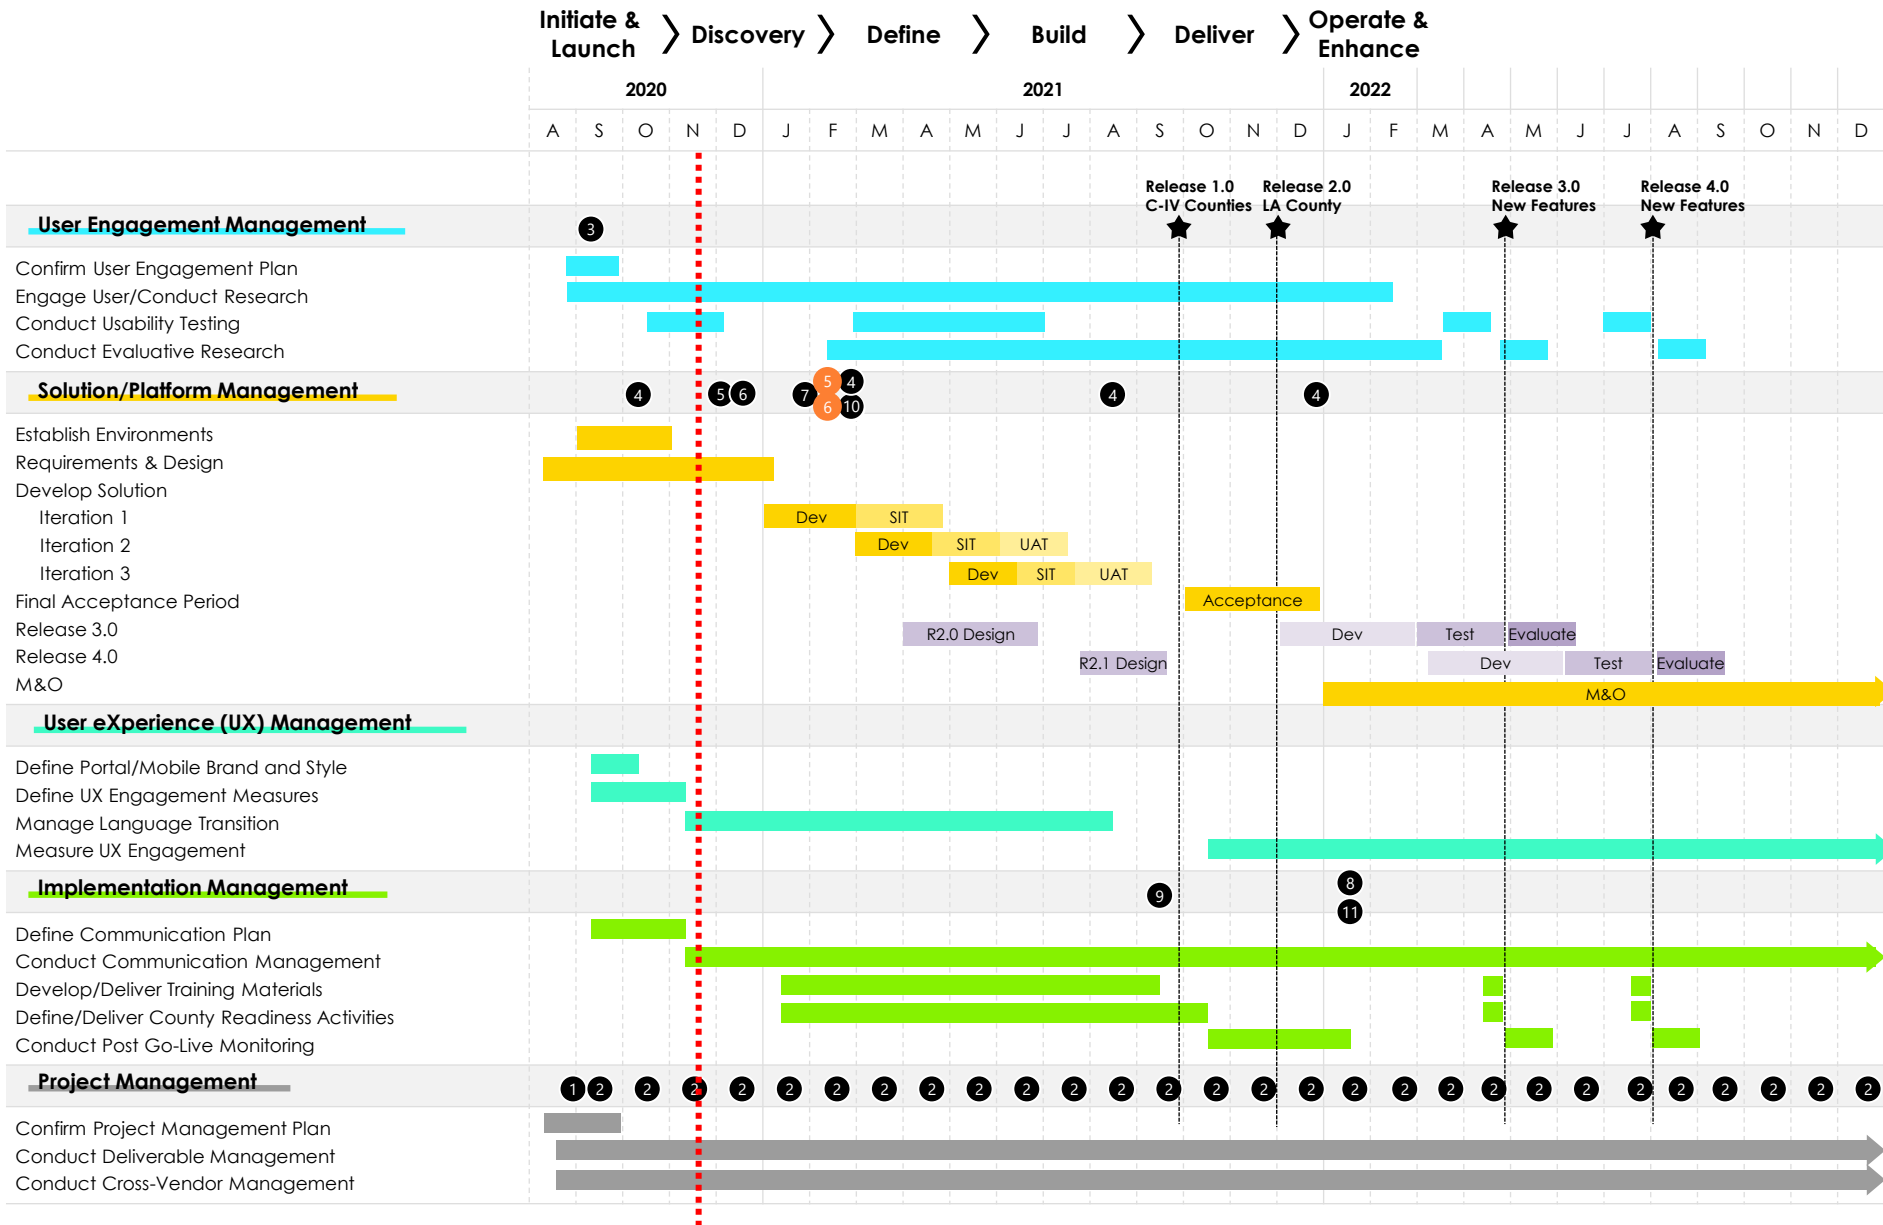 Initiate &
Launch
Discovery
Define
Build
Deliver
Operate &
Enhance
2020 2021 2022
A S O N D J F M A M J J A S O N D J F M A M J J A S O N D
Release 1.0
C-IV Counties
Release 2.0
LA County
Release 3.0
New Features
Release 4.0
New Features
User Engagement Management
3
Confirm User Engagement Plan
Engage User/Conduct Research
Conduct Usability Testing
Conduct Evaluative Research
Solution/Platform Management
4 5 6 7 5 6 4 10 4 4
Establish Environments
Requirements & Design
Develop Solution
Iteration 1
Dev SIT
Iteration 2
Dev SIT UAT
Iteration 3
Dev SIT UAT
Final Acceptance Period
Acceptance
Release 3.0
R2.0 Design Dev Test Evaluate
Release 4.0
R2.1 Design Dev Test Evaluate
M&O
M&O
User eXperience (UX) Management
Define Portal/Mobile Brand and Style
Define UX Engagement Measures
Manage Language Transition
Measure UX Engagement
Implementation Management
9 8
11
Define Communication Plan
Conduct Communication Management
Develop/Deliver Training Materials
Define/Deliver County Readiness Activities
Conduct Post Go-Live Monitoring
Project Management
1 2 2 2 2 2 2 2 2 2 2 2 2 2 2 2 2 2 2 2 2 2 2 2 2 2 2 2 2
Confirm Project Management Plan
Conduct Deliverable Management
Conduct Cross-Vendor Management